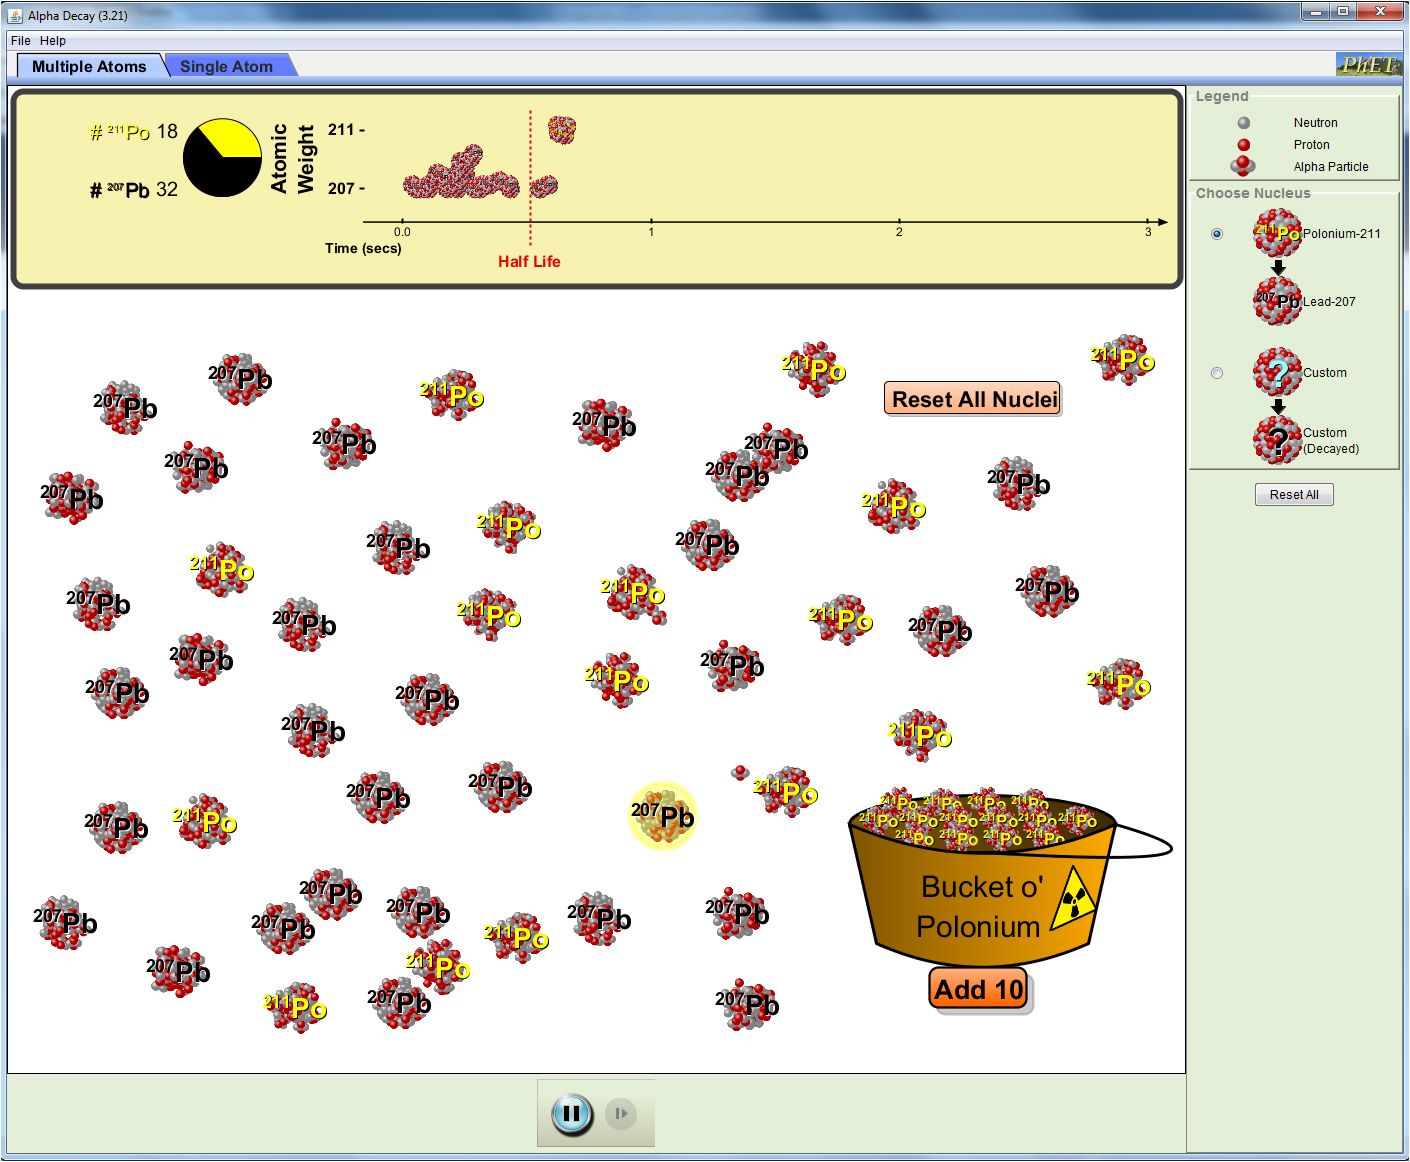 Alpha Decay (3.21)
File Help
Multiple Atoms Single Atom
PhET
# 211Po 18
# 207Pb 32
Atomic Weight
211 -
207 -
0.0 1 2 3
Time (secs)
Half Life
Legend
Neutron
Proton
Alpha Particle
Choose Nucleus
211Po Polonium-211
207Pb Lead-207
? Custom
? Custom (Decayed)
Reset All
Reset All Nuclei
211Po
211Po
207Pb
211Po
207Pb
207Pb
207Pb
207Pb
207Pb
207Pb
207Pb
207Pb
211Po
211Po
207Pb
207Pb
211Po
207Pb
211Po
207Pb
207Pb
211Po
211Po
207Pb
207Pb
207Pb
207Pb
211Po
211Po
207Pb
207Pb
207Pb
211Po
207Pb
207Pb
211Po
207Pb
207Pb
211Po
207Pb
207Pb
207Pb
207Pb
207Pb
207Pb
207Pb
211Po
211Po
207Pb
207Pb
207Pb
211Po
211Po 211Po 211Po 211Po
211Po 211Po 211Po 211Po 211Po 211Po
211Po 211Po 211Po 211Po
Bucket o'
Polonium
Add 10